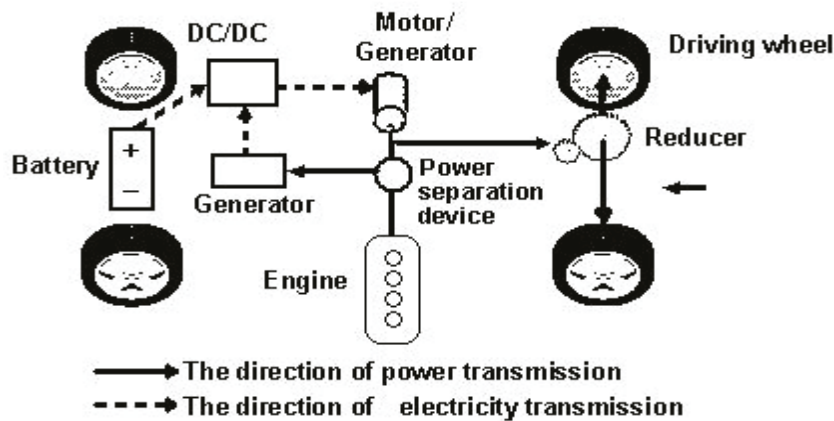 DC/DC
Motor/
Generator
Driving wheel
+
−
Battery
Generator
Power
separation
device
Reducer
Engine
The direction of power transmission
The direction of electricity transmission